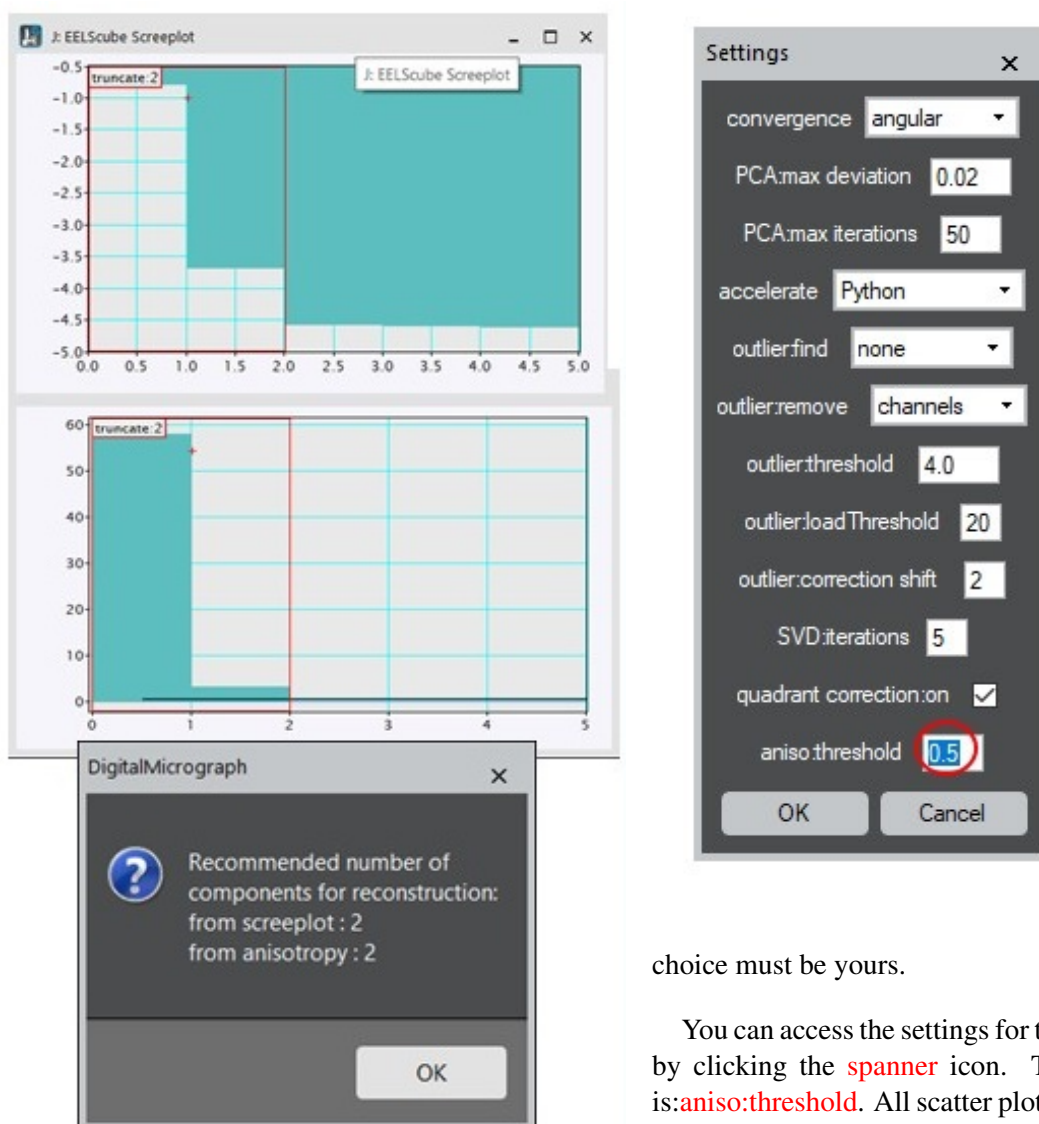 J: EELScube Screeplot
J: EELScube Screeplot
truncate:2
-0.5
-1.0
-1.5
-2.0
-2.5
-3.0
-3.5
-4.0
-4.5
-5.0
0.0 0.5 1.0 1.5 2.0 2.5 3.0 3.5 4.0 4.5 5.0
truncate:2
60
50
40
30
20
10
0
0 1 2 3 4 5
DigitalMicrograph
Recommended number of
components for reconstruction:
from screeplot : 2
from anisotropy : 2
OK
Settings
convergence angular
PCA:max deviation 0.02
PCA:max iterations 50
accelerate Python
outlier:find none
outlier:remove channels
outlier:threshold 4.0
outlier:loadThreshold 20
outlier:correction shift 2
SVD:iterations 5
quadrant correction:on
aniso:threshold 0.5
OK Cancel
choice must be yours.
You can access the settings for t
by clicking the spanner icon. T
is:aniso:threshold. All scatter plot